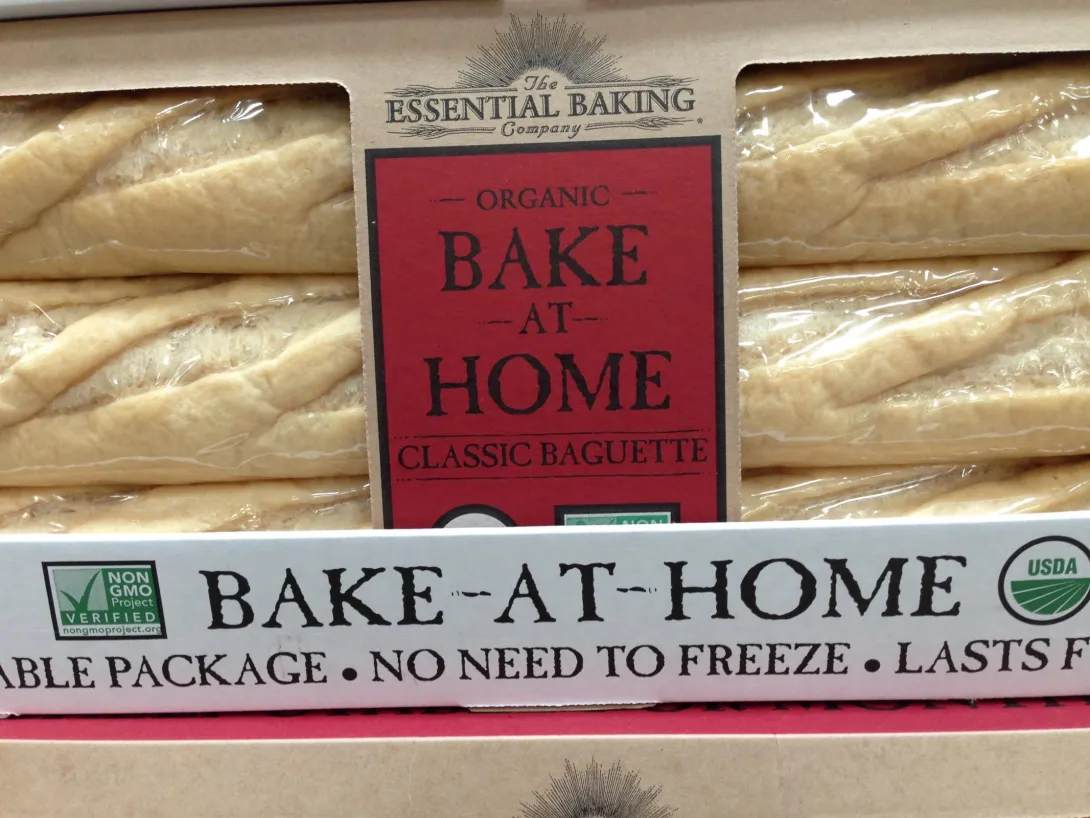 The
ESSENTIAL BAKING
Company
ORGANIC
BAKE
AT
HOME
CLASSIC BAGUETTE
NON
NON
GMO
Project
VERIFIED
nongmoproject.org
BAKE-AT-HOME
USDA
ABLE PACKAGE • NO NEED TO FREEZE • LASTS F